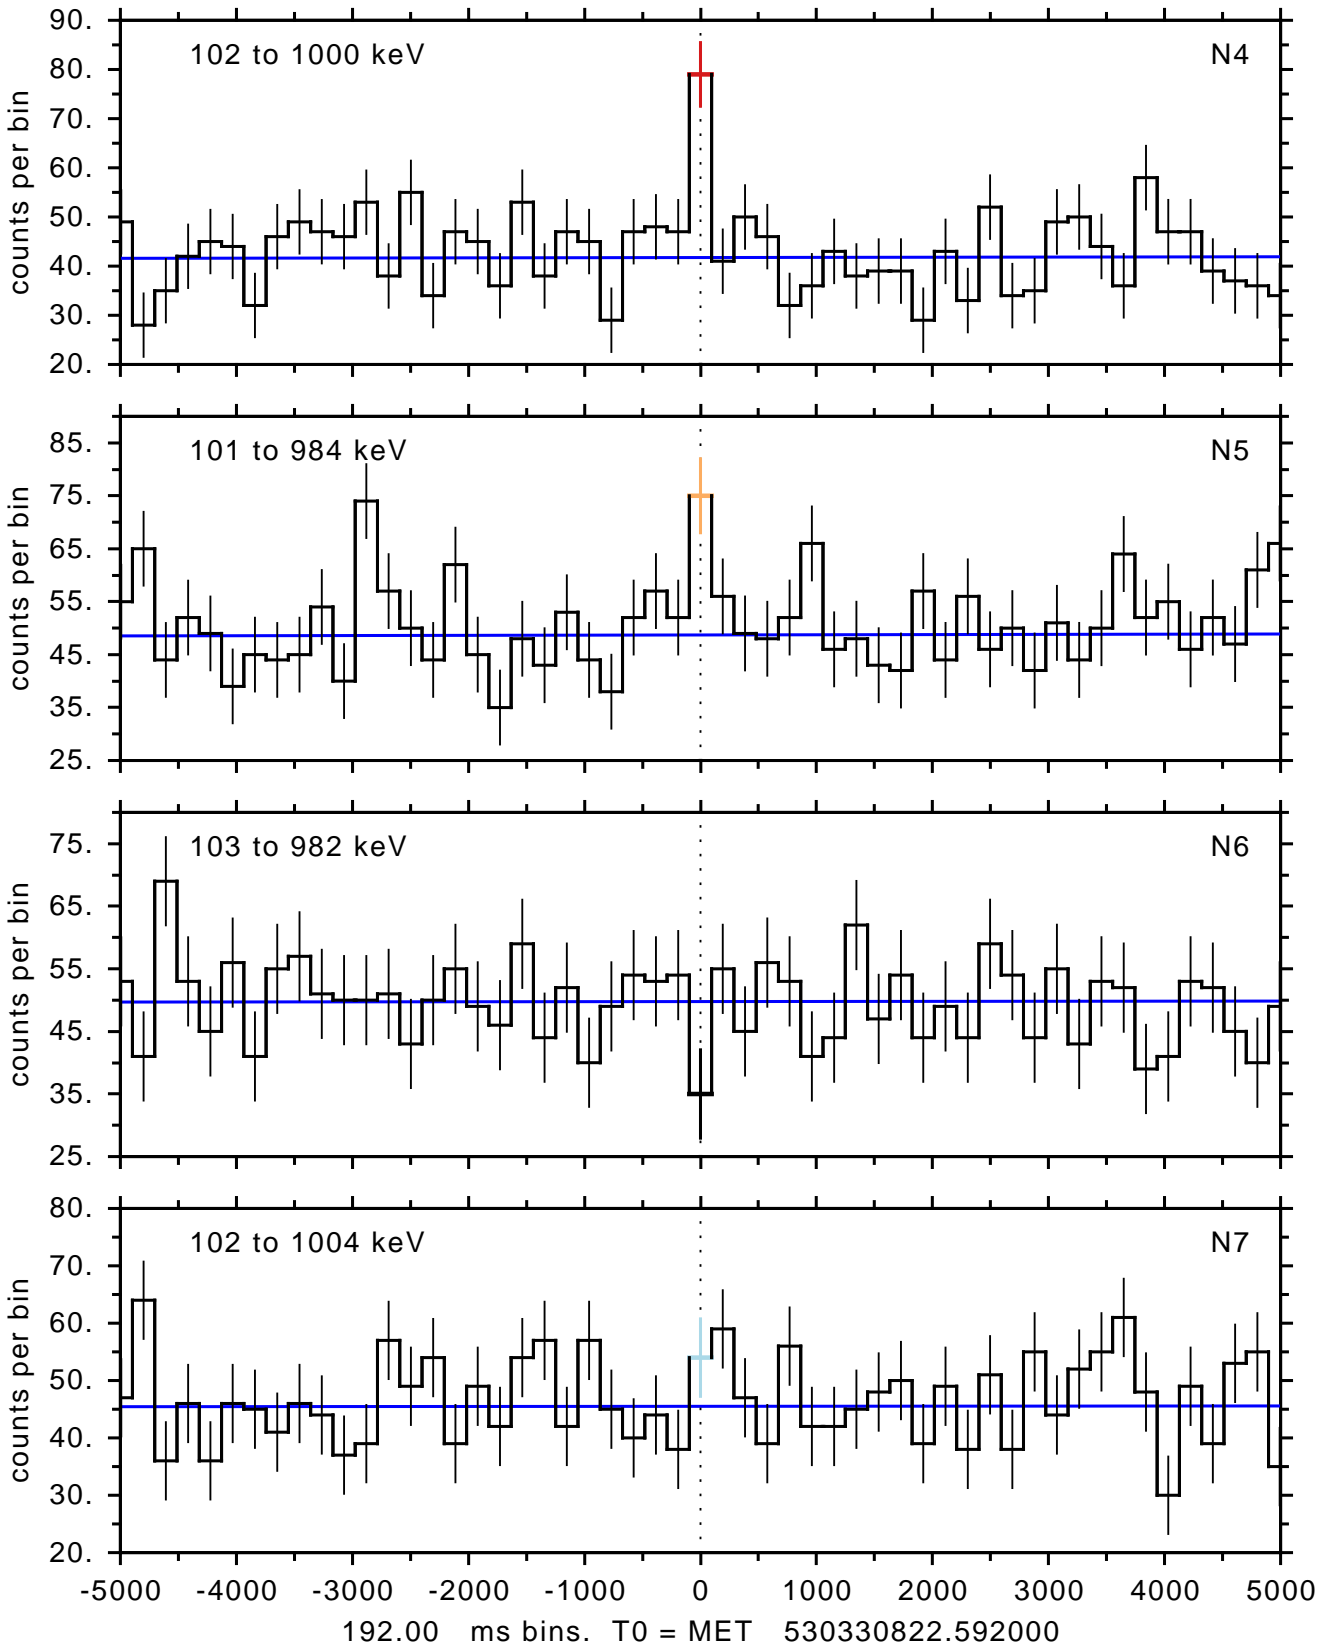 90.
102 to 1000 keV N4
80.
70.
60.
50.
40.
30.
20.
counts per bin
85.
101 to 984 keV N5
75.
65.
55.
45.
35.
25.
counts per bin
75.
103 to 982 keV N6
65.
55.
45.
35.
25.
counts per bin
80.
102 to 1004 keV N7
70.
60.
50.
40.
30.
20.
counts per bin
-5000 -4000 -3000 -2000 -1000 0 1000 2000 3000 4000 5000
192.00 ms bins. T0 = MET 530330822.592000